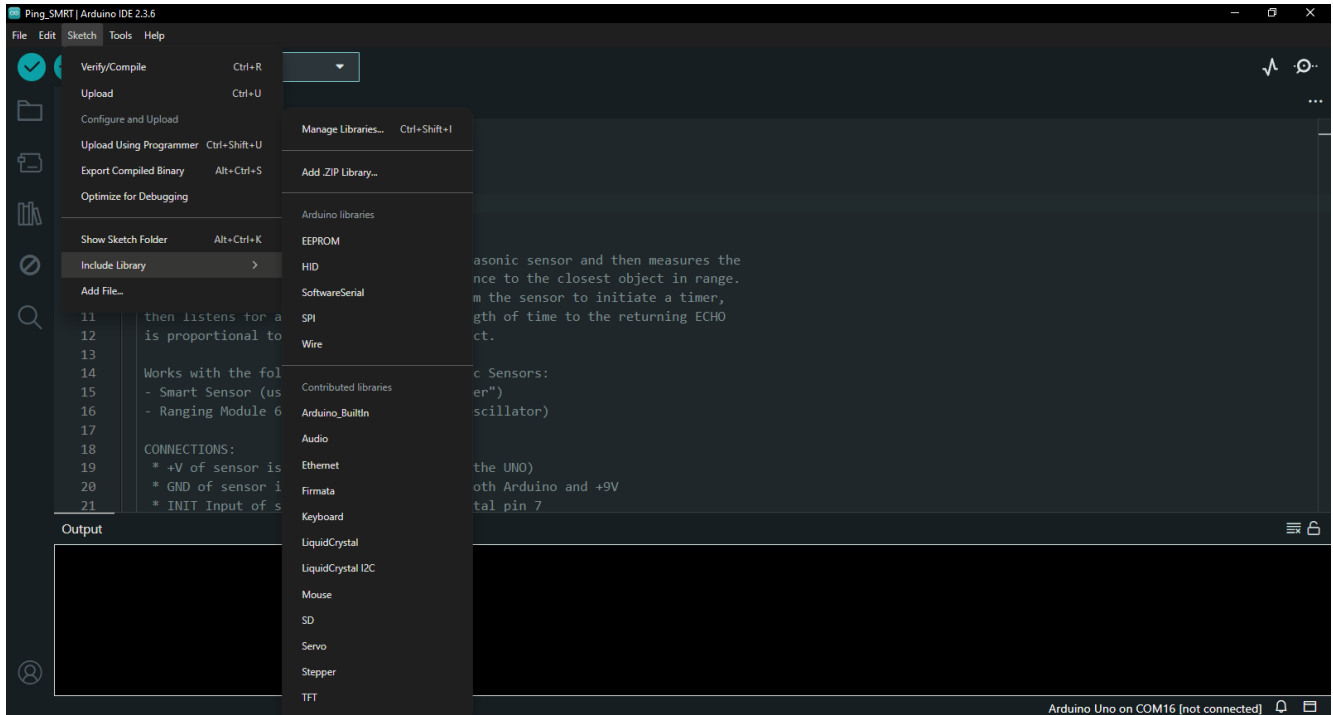 Ping_SMRT | Arduino IDE 2.3.6
File Edit Sketch Tools Help
Verify/Compile Ctrl+R
Upload Ctrl+U
Configure and Upload
Upload Using Programmer Ctrl+Shift+U
Export Compiled Binary Alt+Ctrl+S
Optimize for Debugging
Show Sketch Folder Alt+Ctrl+K
Include Library
Add File...
Manage Libraries... Ctrl+Shift+I
Add .ZIP Library...
Arduino libraries
EEPROM
HID
SoftwareSerial
SPI
Wire
Contributed libraries
Arduino_BuiltIn
Audio
Ethernet
Firmata
Keyboard
LiquidCrystal
LiquidCrystal I2C
Mouse
SD
Servo
Stepper
TFT
asonic sensor and then measures the
nce to the closest object in range.
m the sensor to initiate a timer,
11 then listens for a gth of time to the returning ECHO
12 is proportional to ct.
13
14 Works with the fol c Sensors:
15 - Smart Sensor (us er")
16 - Ranging Module 6 scillator)
17
18 CONNECTIONS:
19 * +V of sensor is the UNO)
20 * GND of sensor i oth Arduino and +9V
21 * INIT Input of s tal pin 7
Output
Arduino Uno on COM16 [not connected]